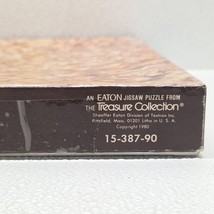 AN EATON JIGSAW PUZZLE FROM
THE Treasure Collection®
Sheaffer Eaton Division of Textron Inc.
Pittsfield, Mass. 01201 Litho in U. S. A.
Copyright 1980
15-387-90